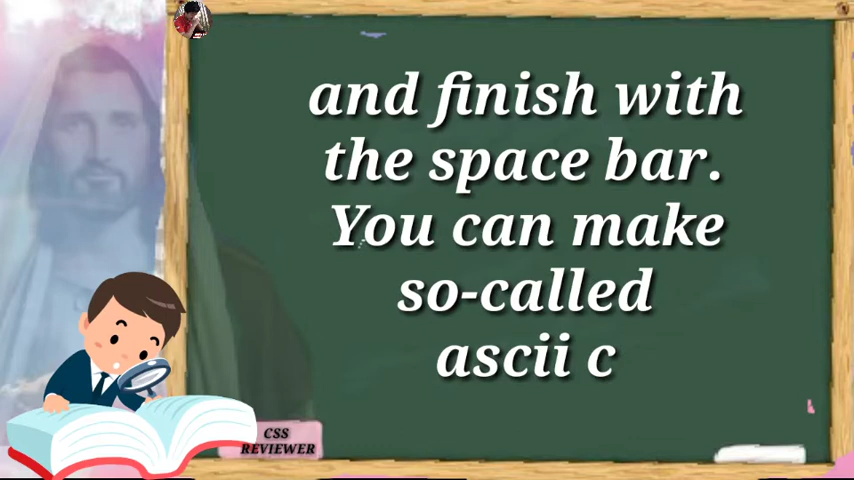 and finish with
the space bar.
You can make
so-called
ascii c
CSS
REVIEWER